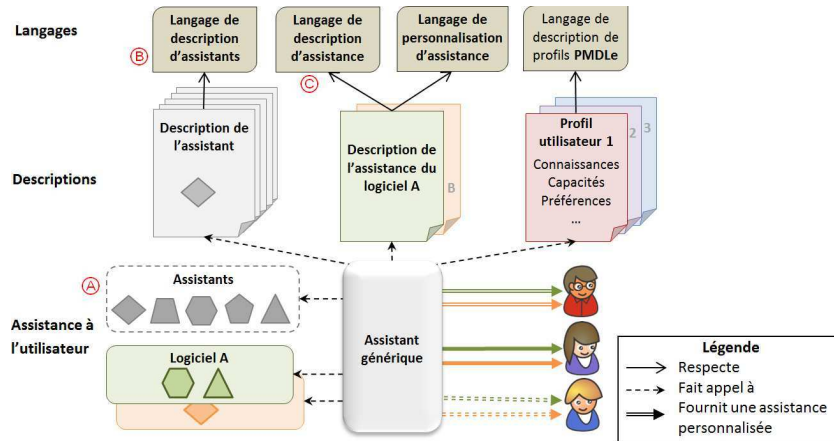 Langages
Langage de
description
d'assistants
Langage de
description
d'assistance
Langage de
personnalisation
d'assistance
Langage de
description de
profils PMDLe
B
C
Descriptions
Description de
l'assistant
Description de
l'assistance du
logiciel A
B
Profil
utilisateur 1
Connaissances
Capacités
Préférences
...
2
3
A
Assistants
Assistance à
l'utilisateur
Logiciel A
Assistant
générique
Légende
Respecte
Fait appel à
Fournit une assistance
personnalisée